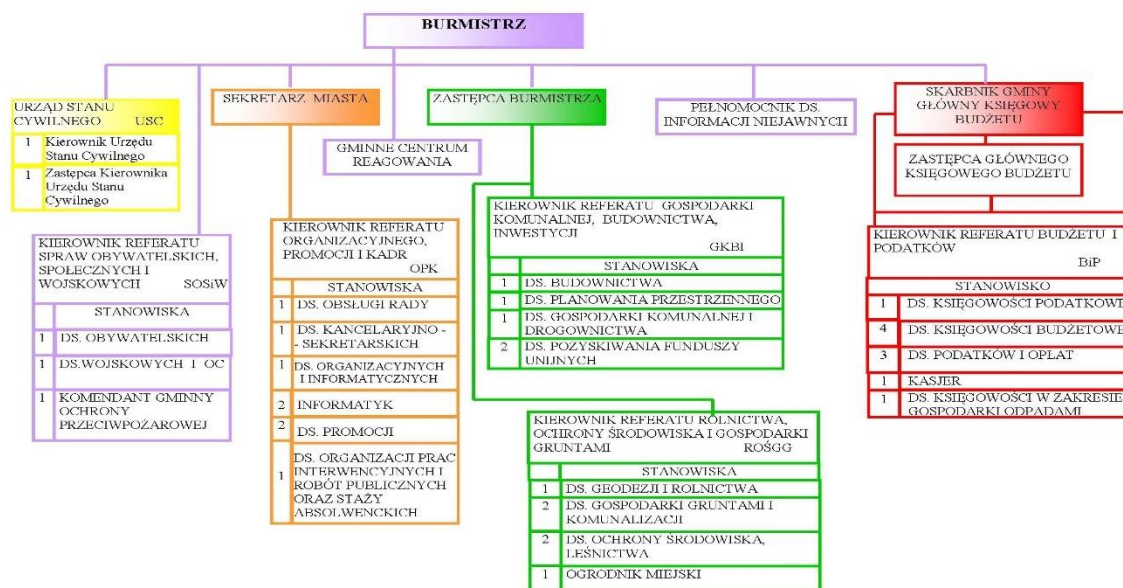 BURMISTRZ
URZĄD STANU
CYWILNEGO USC
1 Kierownik Urzędu
Stanu Cywilnego
1 Zastępca Kierownika
Urzędu Stanu
Cywilnego
SEKRETARZ MIASTA
GMINNE CENTRUM
REAGOWANIA
ZASTĘPCA BURMISTRZA
PEŁNOMOCNIK DS.
INFORMACJI NIEJAWNYCH
SKARBNIK GMINY
GŁÓWNY KSIĘGOWY
BUDŻETU
ZASTĘPCA GŁÓWNEGO
KSIĘGOWEGO BUDŻETU
KIEROWNIK REFERATU
SPRAW OBYWATELSKICH,
SPOŁECZNYCH I
WOJSKOWYCH SOSiW
STANOWISKA
1 DS. OBYWATELSKICH
1 DS.WOJSKOWYCH I OC
1 KOMENDANT GMINNY
OCHRONY
PRZECIWPOŻAROWEJ
KIEROWNIK REFERATU
ORGANIZACYJNEGO,
PROMOCJI I KADR
OPK
STANOWISKA
1 DS. OBSŁUGI RADY
1 DS. KANCELARYJNO -
- SEKRETARSKICH
1 DS. ORGANIZACYJNYCH
I INFORMATYCZNYCH
2 INFORMATYK
2 DS. PROMOCJI
1 DS. ORGANIZACJI PRAC
INTERWENCYJNYCH I
ROBÓT PUBLICZNYCH
ORAZ STAŻY
ABSOLWENCKICH
KIEROWNIK REFERATU GOSPODARKI
KOMUNALNEJ, BUDOWNICTWA,
INWESTYCJI
GKBI
STANOWISKA
1 DS. BUDOWNICTWA
1 DS. PLANOWANIA PRZESTRZENNEGO
1 DS. GOSPODARKI KOMUNALNEJ I
DROGOWNICTWA
2 DS. POZYSKIWANIA FUNDUSZY
UNIJNYCH
KIEROWNIK REFERATU ROLNICTWA,
OCHRONY ŚRODOWISKA I GOSPODARKI
GRUNTAMI ROŚGG
STANOWISKA
1 DS. GEODEZJI I ROLNICTWA
2 DS. GOSPODARKI GRUNTAMI I
KOMUNALIZACJI
2 DS. OCHRONY ŚRODOWISKA,
LEŚNICTWA
1 OGRODNIK MIEJSKI
KIEROWNIK REFERATU BUDŻETU I
PODATKÓW
BiP
STANOWISKO
1 DS. KSIĘGOWOŚCI PODATKOWE
4 DS. KSIĘGOWOŚCI BUDŻETOWE
3 DS. PODATKÓW I OPŁAT
1 KASJER
1 DS. KSIĘGOWOŚCI W ZAKRESIE
GOSPODARKI ODPADAMI